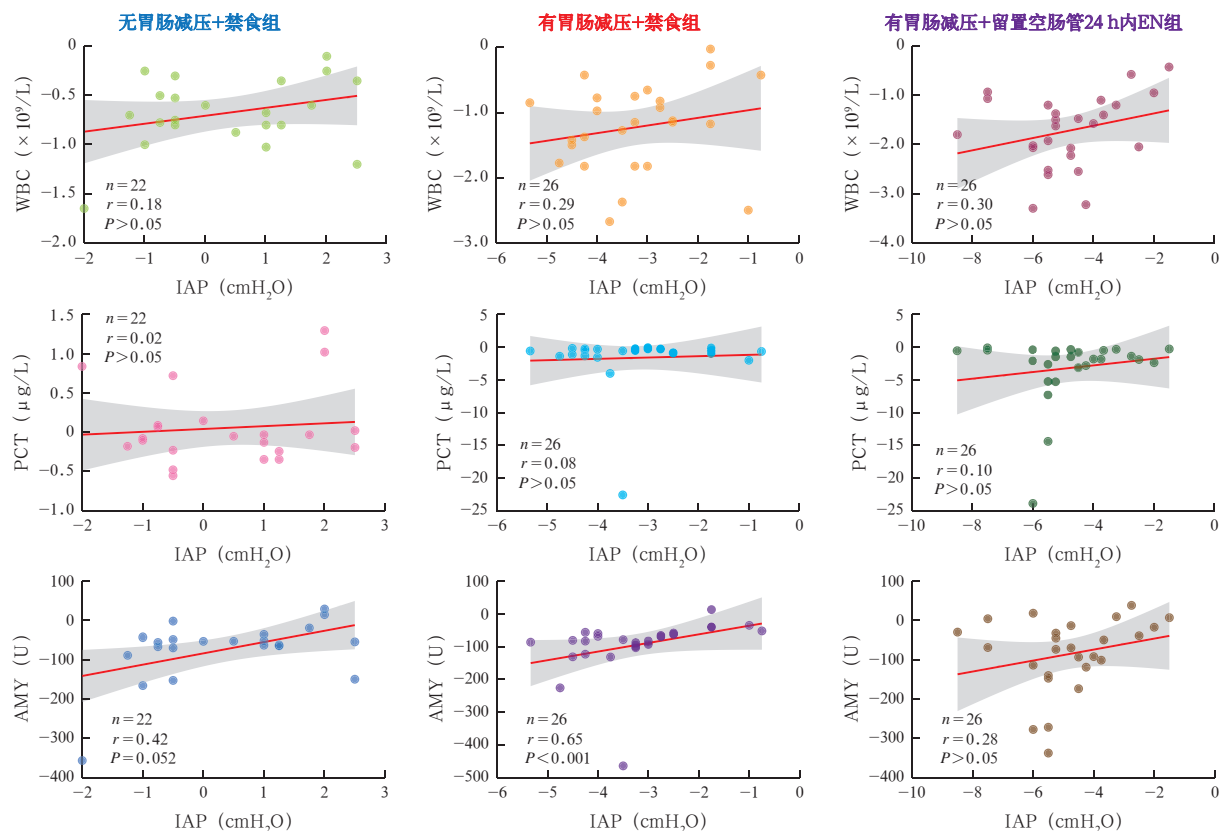 无胃肠减压+禁食组
有胃肠减压+禁食组
有胃肠减压+留置空肠管24 h内EN组
WBC (×10⁹/L)
0
−0.5
−1.0
−1.5
−2.0
n=22
r=0.18
P>0.05
−2 −1 0 1 2 3
IAP (cmH₂O)
WBC (×10⁹/L)
0
−1.0
−2.0
−3.0
n=26
r=0.29
P>0.05
−6 −5 −4 −3 −2 −1 0
IAP (cmH₂O)
WBC (×10⁹/L)
0
−1.0
−2.0
−3.0
−4.0
n=26
r=0.30
P>0.05
−10 −8 −6 −4 −2 0
IAP (cmH₂O)
PCT (μg/L)
1.5
1.0
0.5
0
−0.5
−1.0
n=22
r=0.02
P>0.05
−2 −1 0 1 2 3
IAP (cmH₂O)
PCT (μg/L)
5
0
−5
−10
−15
−20
−25
n=26
r=0.08
P>0.05
−6 −5 −4 −3 −2 −1 0
IAP (cmH₂O)
PCT (μg/L)
5
0
−5
−10
−15
−20
−25
n=26
r=0.10
P>0.05
−10 −8 −6 −4 −2 0
IAP (cmH₂O)
AMY (U)
100
0
−100
−200
−300
−400
n=22
r=0.42
P=0.052
−2 −1 0 1 2 3
IAP (cmH₂O)
AMY (U)
100
0
−100
−200
−300
−400
−500
n=26
r=0.65
P<0.001
−6 −5 −4 −3 −2 −1 0
IAP (cmH₂O)
AMY (U)
100
0
−100
−200
−300
−400
n=26
r=0.28
P>0.05
−10 −8 −6 −4 −2 0
IAP (cmH₂O)